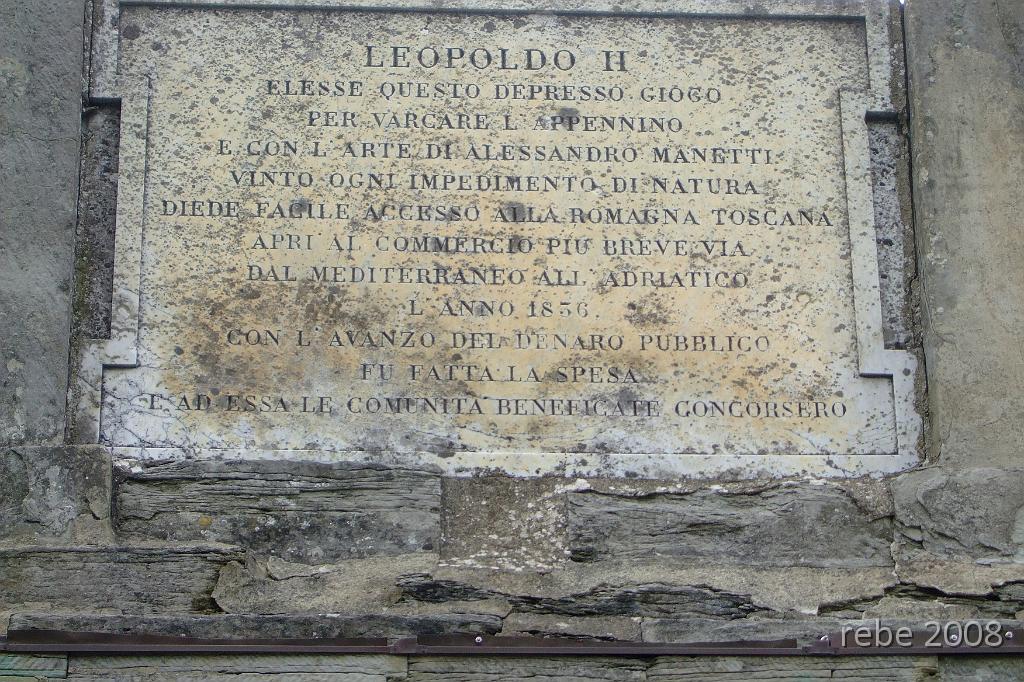 LEOPOLDO II
ELESSE QUESTO DEPRESSO GIOGO
PER VARCARE L'APPENNINO
E CON L'ARTE DI ALESSANDRO MANETTI
VINTO OGNI IMPEDIMENTO DI NATURA
DIEDE FACILE ACCESSO ALLA ROMAGNA TOSCANA
APRI AL COMMERCIO PIU BREVE VIA
DAL MEDITERRANEO ALL ADRIATICO
L ANNO 1836.
CON L'AVANZO DEL DENARO PUBBLICO
FU FATTA LA SPESA
E AD ESSA LE COMUNITA BENEFICATE CONCORSERO
rebe 2008